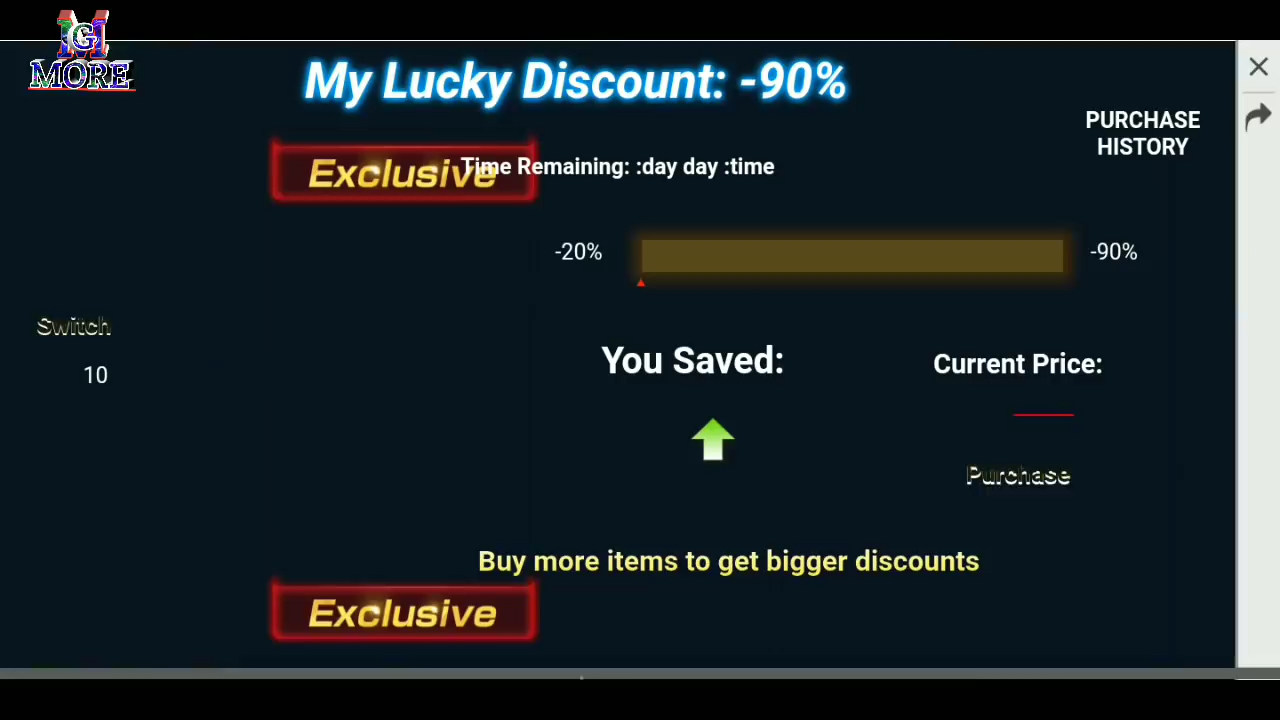 MG
MORE
My Lucky Discount: -90%
PURCHASE
HISTORY
Exclusive
Time Remaining: :day day :time
-20%
-90%
Switch
10
You Saved:
Current Price:
Purchase
Buy more items to get bigger discounts
Exclusive